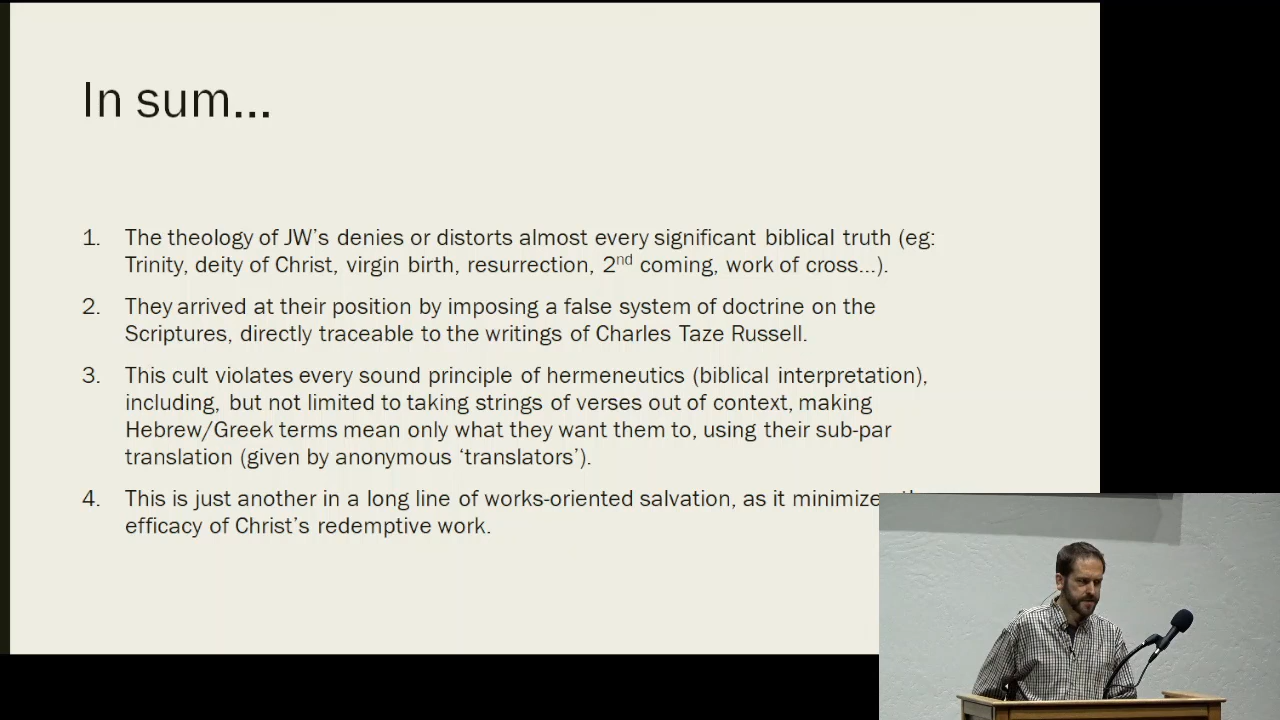 In sum...
1. The theology of JW's denies or distorts almost every significant biblical truth (eg:
Trinity, deity of Christ, virgin birth, resurrection, 2nd coming, work of cross...).
2. They arrived at their position by imposing a false system of doctrine on the
Scriptures, directly traceable to the writings of Charles Taze Russell.
3. This cult violates every sound principle of hermeneutics (biblical interpretation),
including, but not limited to taking strings of verses out of context, making
Hebrew/Greek terms mean only what they want them to, using their sub-par
translation (given by anonymous 'translators').
4. This is just another in a long line of works-oriented salvation, as it
efficacy of Christ's redemptive work.